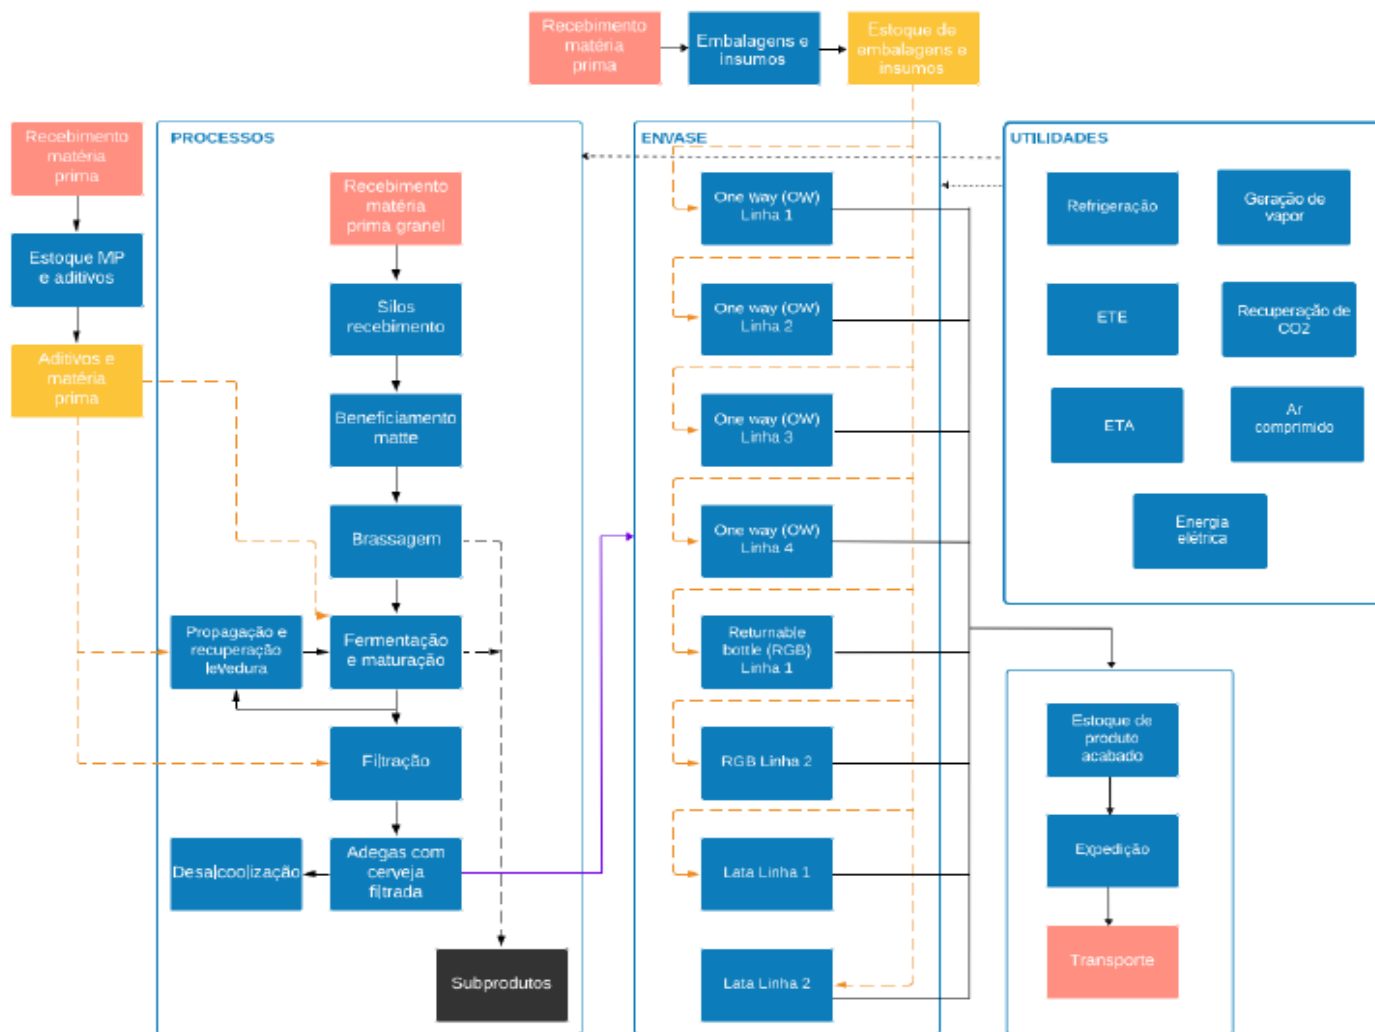 Recebimento
matéria
prima
Embalagens e
insumos
Estoque de
embalagens e
insumos
Recebimento
matéria
prima
Estoque MP
e aditivos
Aditivos e
matéria
prima
PROCESSOS
Recebimento
matéria
prima granel
Silos
recebimento
Beneficiamento
matte
Brassagem
Propagação e
recuperação
leVedura
Fermentação
e maturação
Filtração
Desalcoolização
Adegas com
cerveja
filtrada
Subprodutos
ENVASE
One Way (OW)
Linha 1
One way (OW)
Linha 2
One way (OW)
Linha 3
One way (OW)
Linha 4
Returnable
bottle (RGB)
Linha 1
RGB Linha 2
Lata Linha 1
Lata Linha 2
UTILIDADES
Refrigeração
Geração de
vapor
ETE
Recuperação de
CO2
ETA
Ar
comprimido
Energia
elétrica
Estoque de
produto
acabado
Expedição
Transporte